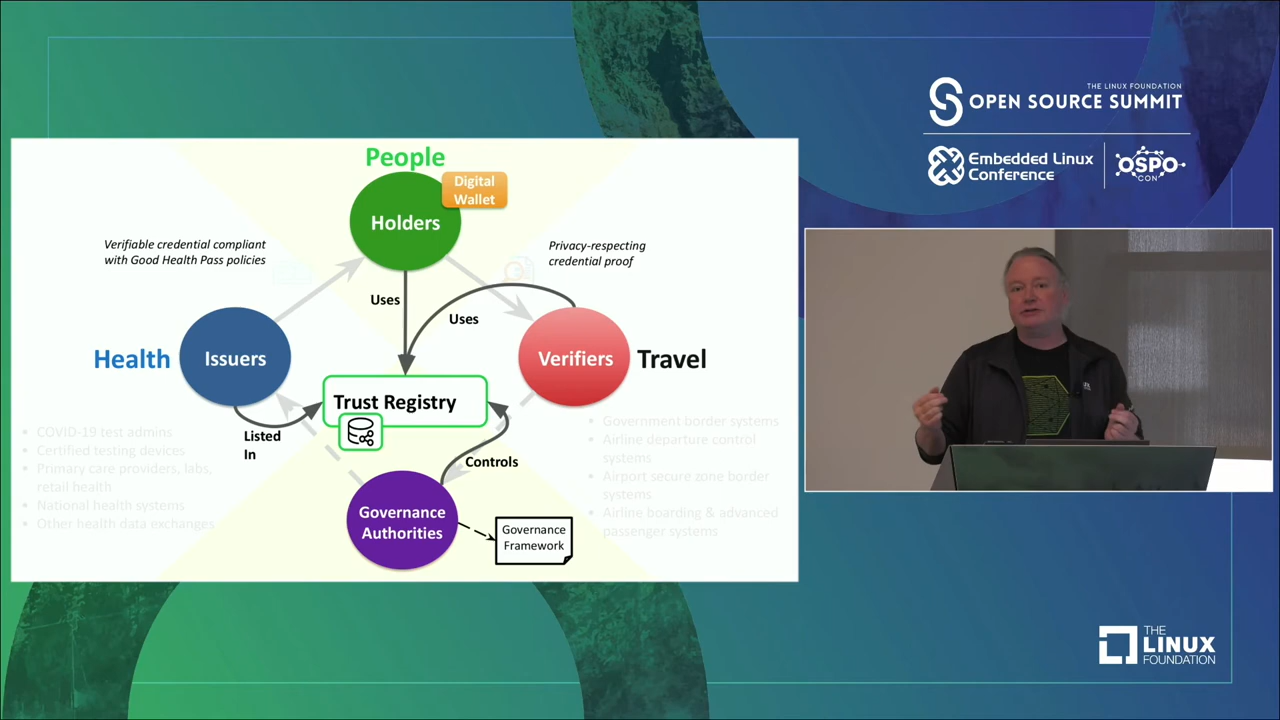 People
Digital
Wallet
Holders
Verifiable credential compliant
with Good Health Pass policies
Privacy-respecting
credential proof
Uses
Uses
Health
Issuers
Verifiers
Travel
Trust Registry
Listed
In
Controls
• COVID-19 test admins
• Certified testing devices
• Primary care providers, labs,
retail health
• National health systems
• Other health data exchanges
• Government border systems
• Airline departure control
systems
• Airport secure zone border
systems
• Airline boarding & advanced
passenger systems
Governance
Authorities
Governance
Framework
THE LINUX FOUNDATION
OPEN SOURCE SUMMIT
Embedded Linux
Conference
OSPO
CON
THE
LINUX
FOUNDATION